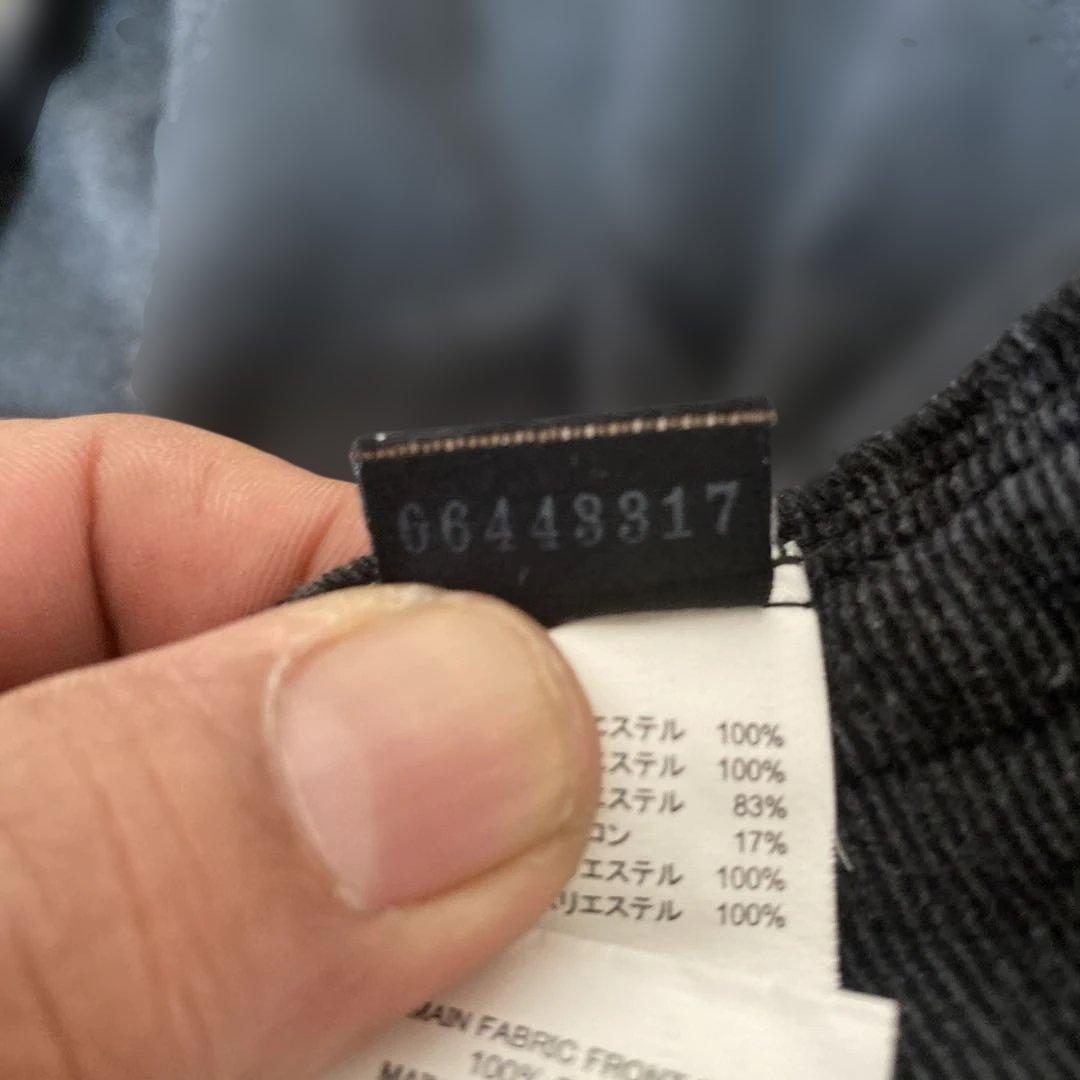 66443317
エステル 100%
エステル 100%
エステル 83%
ロン 17%
エステル 100%
リエステル 100%
MAIN FABRIC FRONT
100%